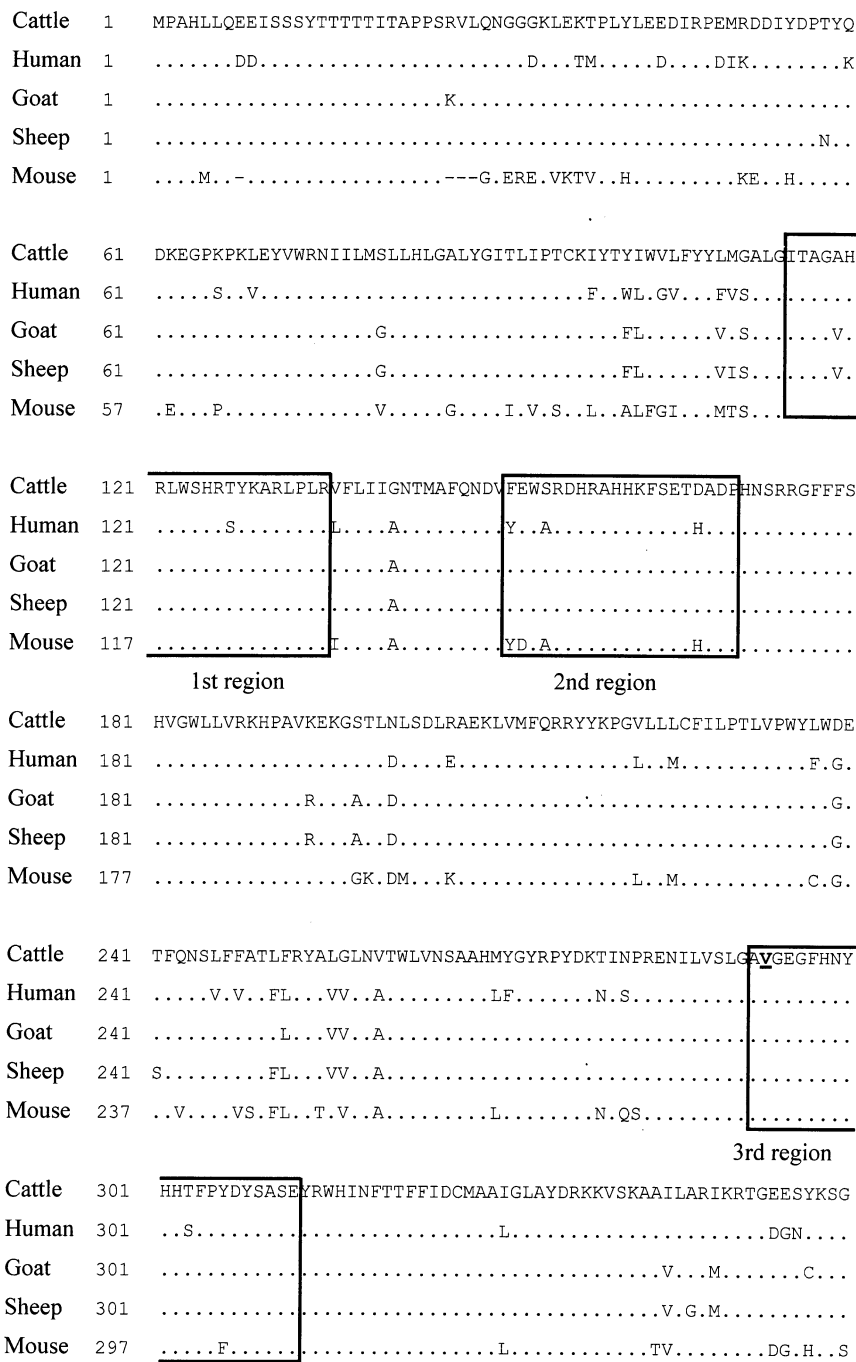 Cattle 1 MPAHLLQEEISSSYTTTTTITAPPSRVLQNGGGKLEKTPLYLEEDIRPEMRDDIYDPTYQ
Human 1 .......DD.......................D...TM.....D....DIK........K
Goat 1 .........................K..................................
Sheep 1 .........................................................N..
Mouse 1 ....M..-.................---G.ERE.VKTV..H.........KE..H.....
Cattle 61 DKEGPKPKLEYVWRNIILMSLLHLGALYGITLIPTCKIYTYIWVLFYYLMGALGITAGAH
Human 61 .....S..V............................F..WL.GV...FVS.........
Goat 61 ...................G....................FL......V.S.......V.
Sheep 61 ...................G....................FL......VIS.......V.
Mouse 57 .E...P.............V.....G....I.V.S..L..ALFGI...MTS.........
Cattle 121 RLWSHRTYKARLPLRVFLIIGNTMAFQNDVFEWSRDHRAHHKFSETDADPHNSRRGFFFS
Human 121 ......S........L....A.........Y..A............H.............
Goat 121 ....................A.......................................
Sheep 121 ....................A.......................................
Mouse 117 ...............I....A.........YD.A............H.............
1st region 2nd region
Cattle 181 HVGWLLVRKHPAVKEKGSTLNLSDLRAEKLVMFQRRYYKPGVLLLCFILPTLVPWYLWDE
Human 181 ....................D....E...............L..M...........F.G.
Goat 181 .............R...A..D.....................................G.
Sheep 181 .............R...A..D.....................................G.
Mouse 177 .................GK.DM...K...............L..M...........C.G.
Cattle 241 TFQNSLFFATLFRYALGLNVTWLVNSAAHMYGYRPYDKTINPRENILVSLGAVGEGFHNY
Human 241 .....V.V..FL...VV..A.........LF.......N.S...................
Goat 241 ...........L...VV..A........................................
Sheep 241 S.........FL...VV..A........................................
Mouse 237 ..V....VS.FL..T.V..A.........L........N.QS..................
3rd region
Cattle 301 HHTFPYDYSASEYRWHINFTTFFIDCMAAIGLAYDRKKVSKAAILARIKRTGEESYKSG
Human 301 ..S..........................L......................DGN....
Goat 301 ...........................................V...M.......C...
Sheep 301 ...........................................V.G.M...........
Mouse 297 .....F.......................L............TV........DG.H..S